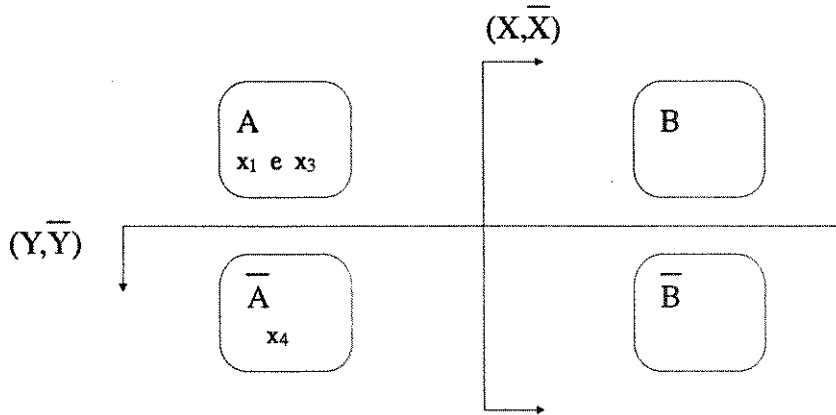 (X,X̅)
A
x₁ e x₃
B
(Y,Y̅)
A̅
x₄
B̅